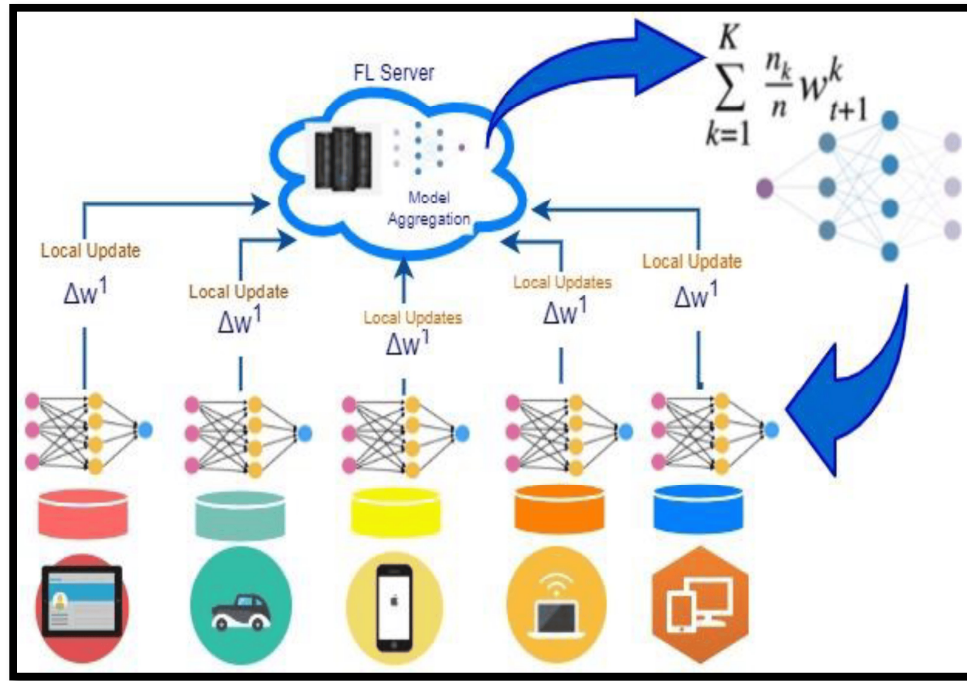 FL Server
Model
Aggregation
K
∑ n_k/n w^k_{t+1}
k=1
Local Update
Δw¹
Local Update
Δw¹
Local Updates
Δw¹
Local Updates
Δw¹
Local Update
Δw¹